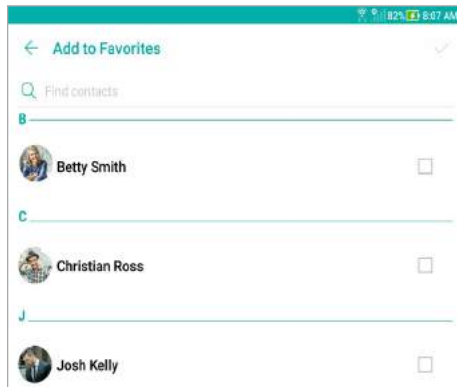 82% 8:07 AM
Add to Favorites
Find contacts
B
Betty Smith
C
Christian Ross
J
Josh Kelly